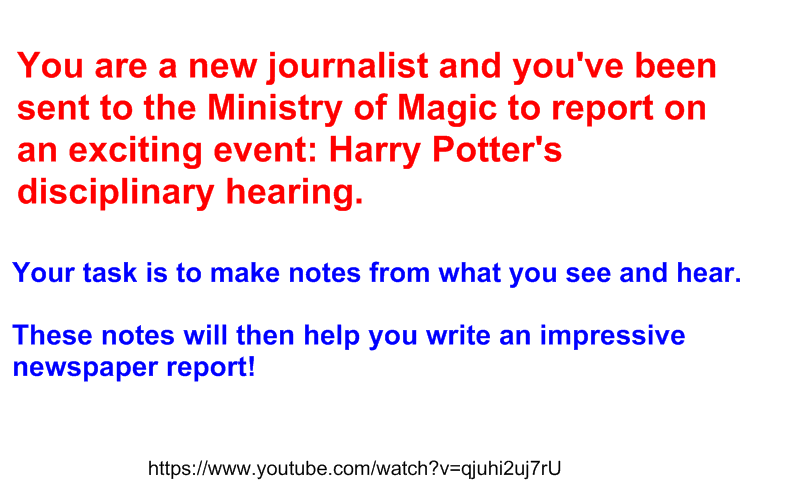 You are a new journalist and you've been
sent to the Ministry of Magic to report on
an exciting event: Harry Potter's
disciplinary hearing.
Your task is to make notes from what you see and hear.
These notes will then help you write an impressive
newspaper report!
https://www.youtube.com/watch?v=qjuhi2uj7rU